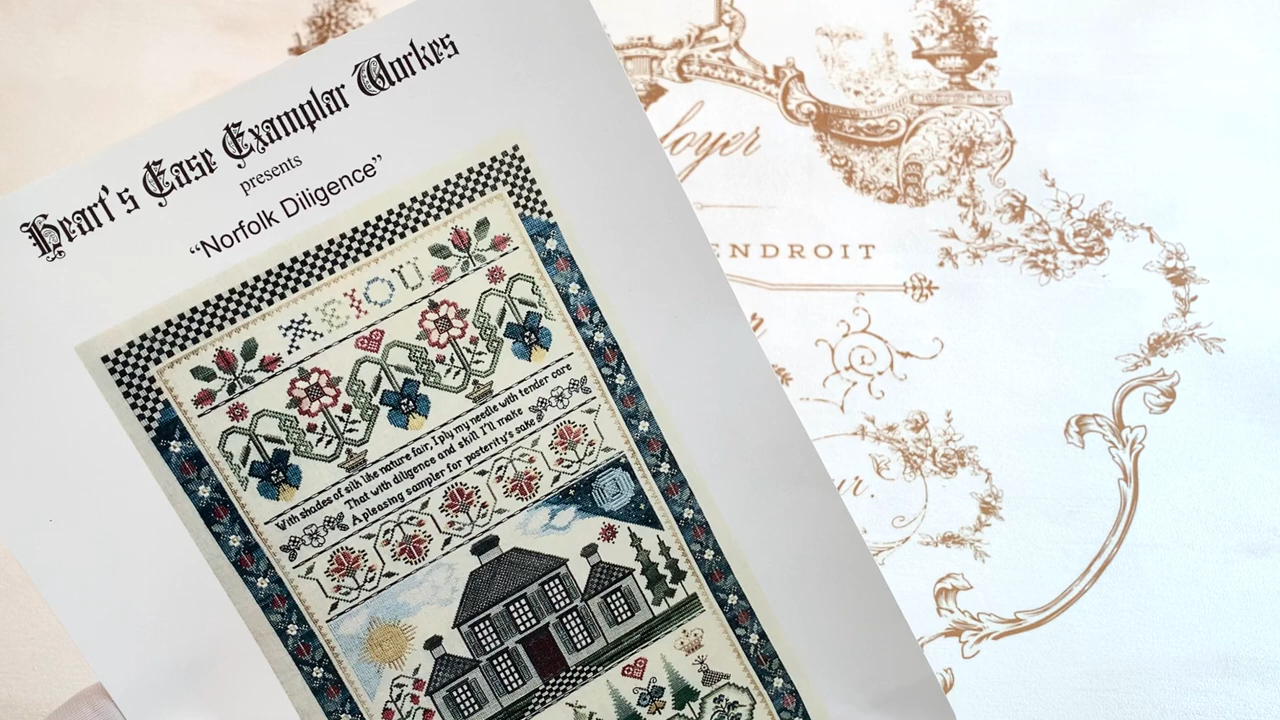 Heart's Ease Examplar Workes
presents
“Norfolk Diligence”
AEIOU
With shades of silk like nature fair, I ply my needle with tender care
That with diligence and skill I'll make
A pleasing sampler for posterity's sake
loyer
ENDROIT
ur.